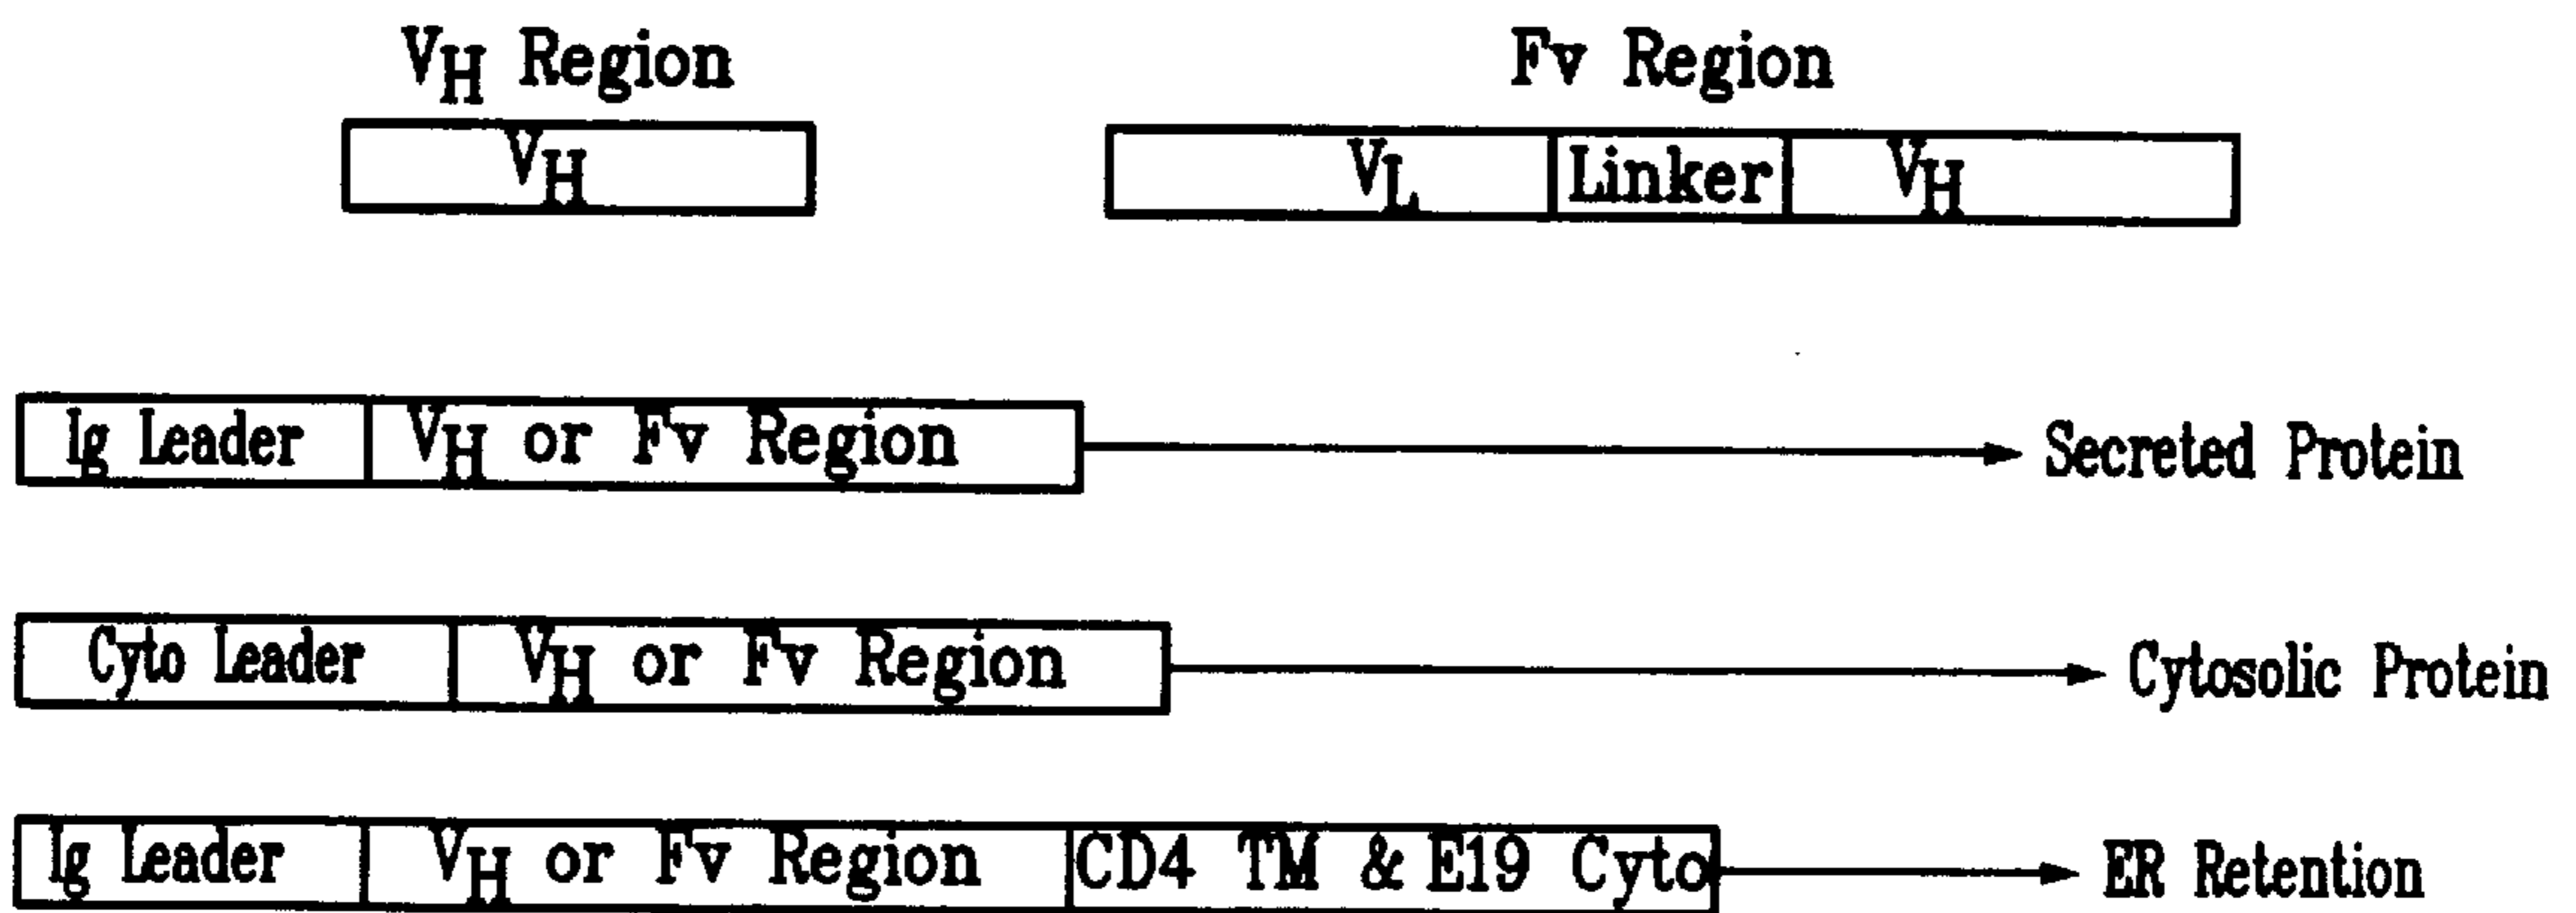 VH Region
Fv Region
VH
VL Linker VH
Ig Leader VH or Fv Region Secreted Protein
Cyto Leader VH or Fv Region Cytosolic Protein
Ig Leader VH or Fv Region CD4 TM & E19 Cyto ER Retention